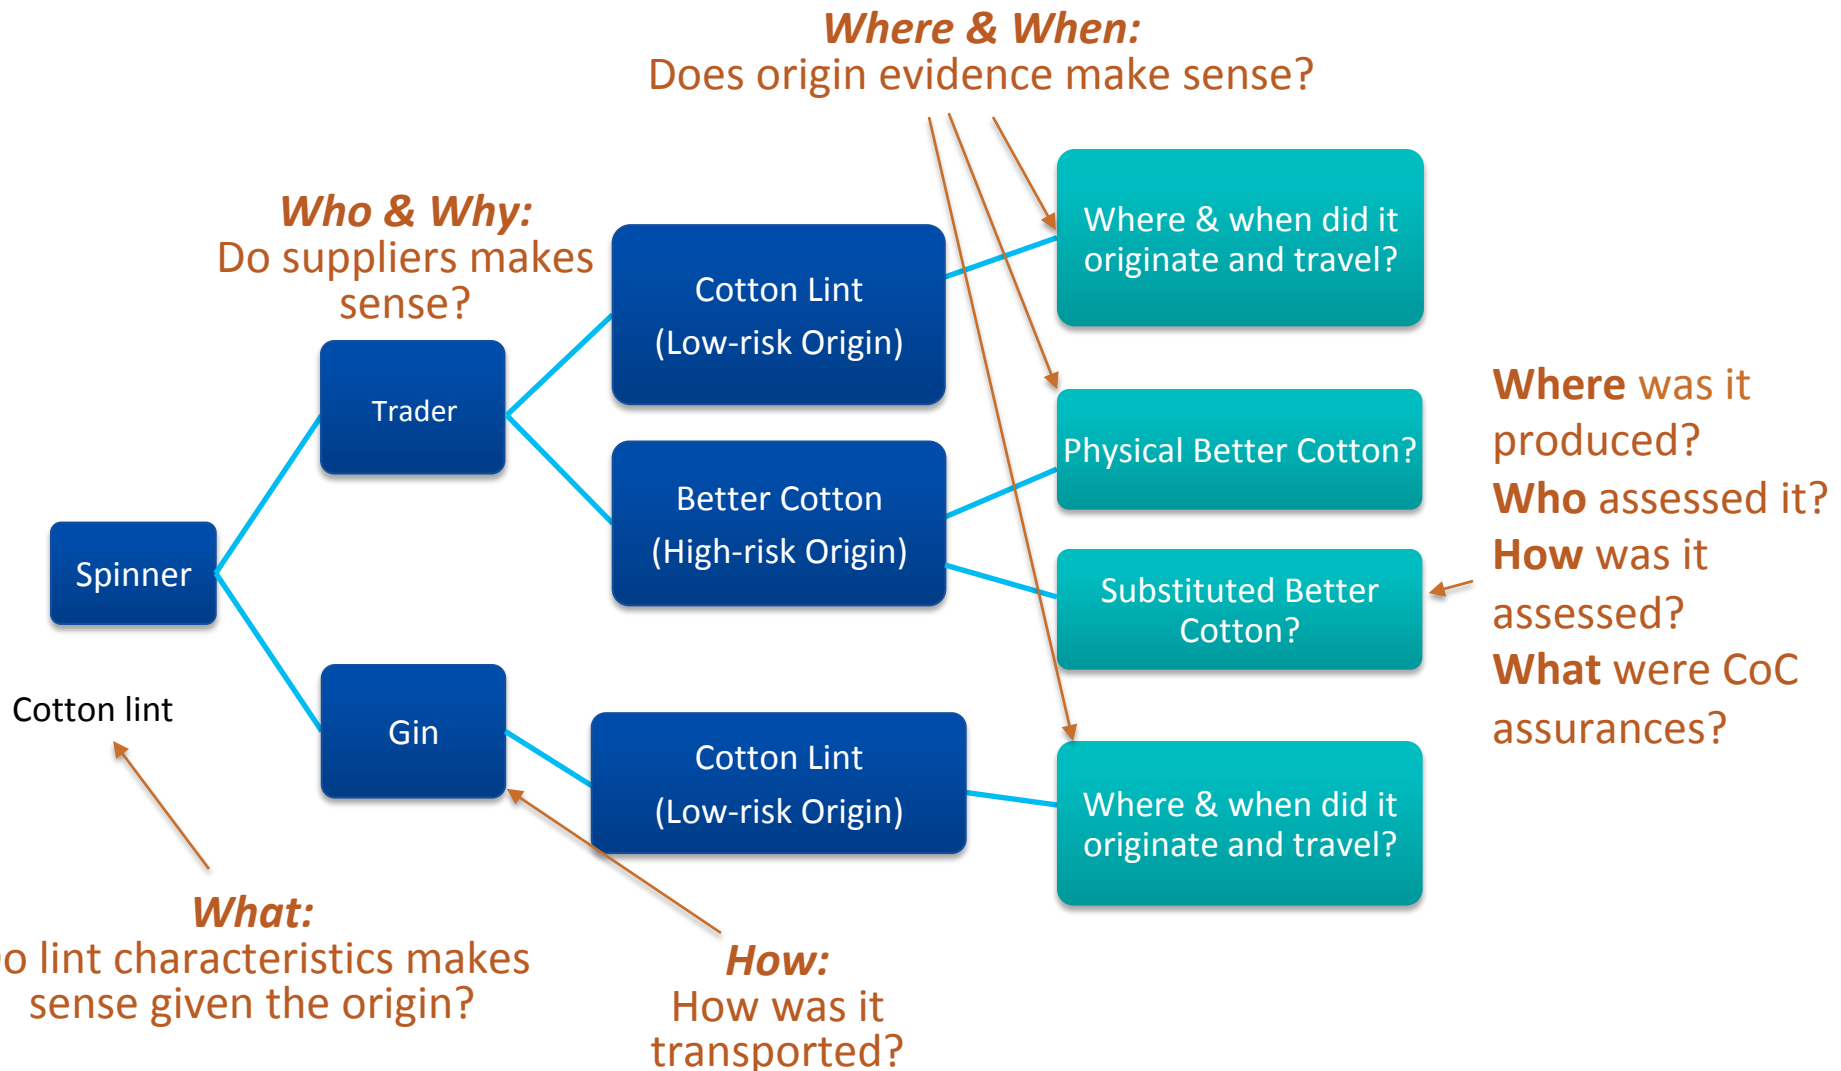 Where & When:
Does origin evidence make sense?
Who & Why:
Do suppliers makes
sense?
Where & when did it
originate and travel?
Cotton Lint
(Low-risk Origin)
Trader
Physical Better Cotton?
Better Cotton
(High-risk Origin)
Spinner
Substituted Better
Cotton?
Where was it
produced?
Who assessed it?
How was it
assessed?
What were CoC
assurances?
Cotton lint
Gin
Cotton Lint
(Low-risk Origin)
Where & when did it
originate and travel?
What:
o lint characteristics makes
sense given the origin?
How:
How was it
transported?